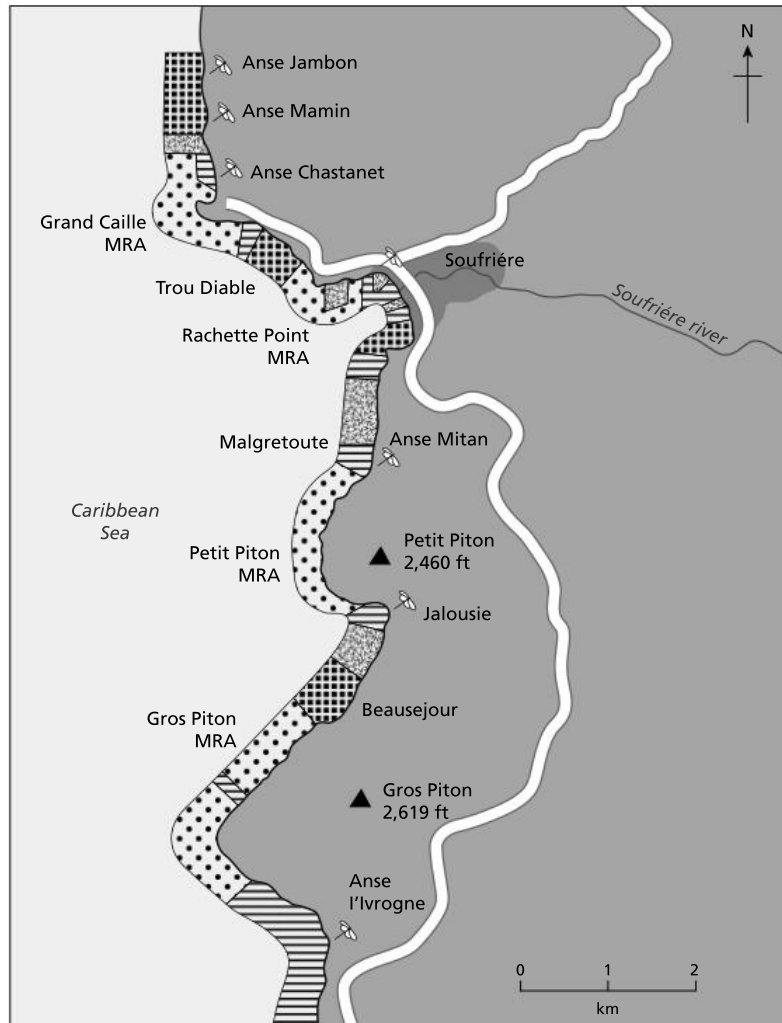 N
Anse Jambon
Anse Mamin
Anse Chastanet
Grand Caille
MRA
Soufriére
Trou Diable
Soufriére river
Rachette Point
MRA
Malgretoute
Anse Mitan
Caribbean
Sea
Petit Piton
2,460 ft
Petit Piton
MRA
Jalousie
Beausejour
Gros Piton
MRA
Gros Piton
2,619 ft
Anse
l'Ivrogne
0 1 2
km